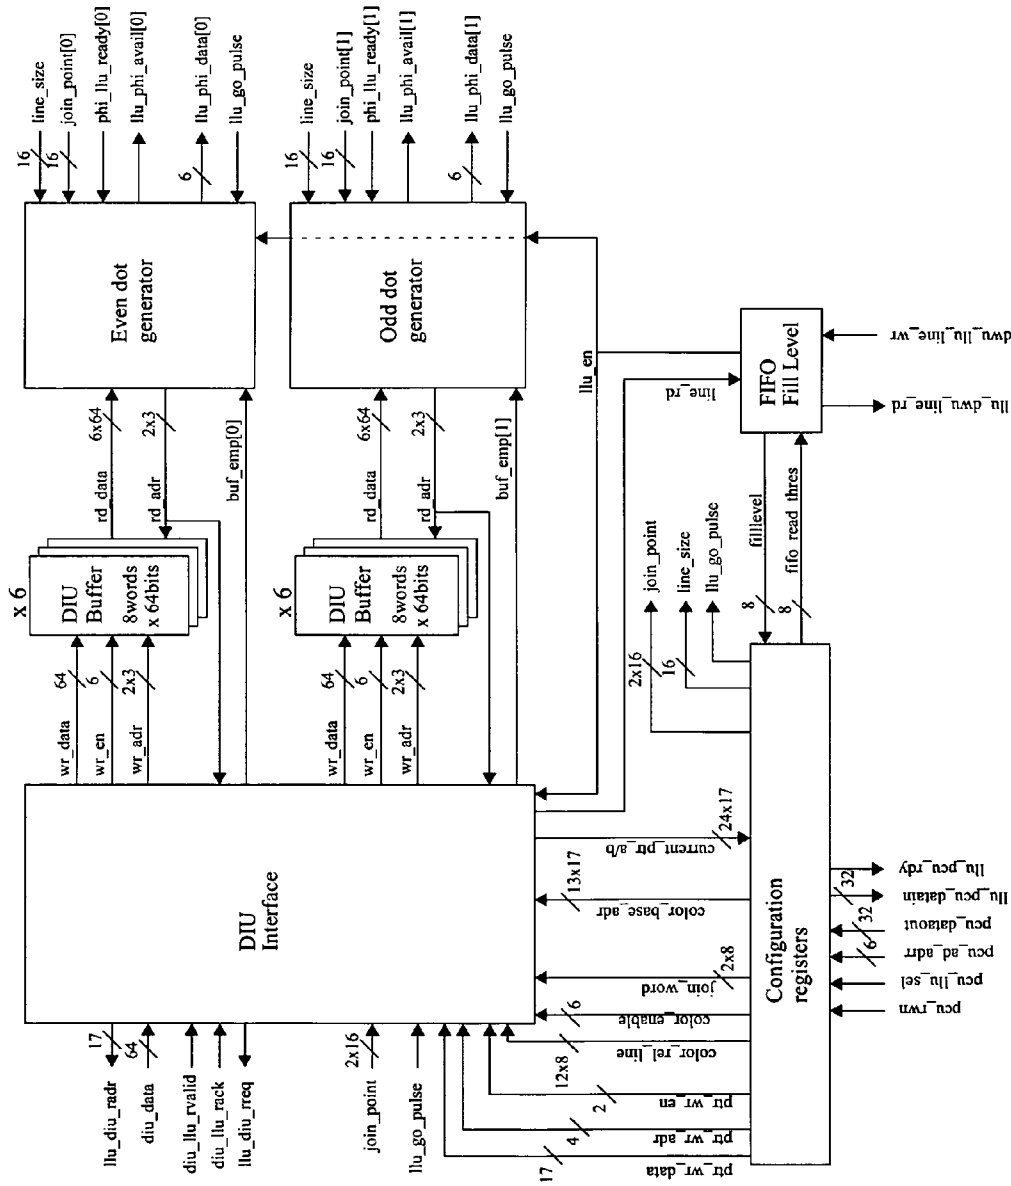 line_size
16
join_point[0]
16
phi_llu_ready[0]
llu_phi_avail[0]
llu_phi_data[0]
6
llu_go_pulse
Even dot
generator
line_size
16
join_point[1]
16
phi_llu_ready[1]
llu_phi_avail[1]
llu_phi_data[1]
6
llu_go_pulse
Odd dot
generator
rd_data
6x64
rd_adr
2x3
buf_emp[0]
rd_data
6x64
rd_adr
2x3
buf_emp[1]
x 6
DIU
Buffer
8words
x 64bits
x 6
DIU
Buffer
8words
x 64bits
wr_data
64
wr_en
6
wr_adr
2x3
wr_data
64
wr_en
6
wr_adr
2x3
llu_en
line_rd
FIFO
Fill Level
dwu_llu_line_wr
llu_dwu_line_rd
filllevel
8
fifo_read_thres
8
join_point
2x16
line_size
16
llu_go_pulse
DIU
Interface
llu_diu_radr
17
diu_data
64
diu_llu_rvalid
diu_llu_rack
llu_diu_rreq
join_point
2x16
llu_go_pulse
current_ptr_a/b
24x17
color_base_adr
13x17
join_word
2x8
color_enable
6
color_rel_line
12x8
ptr_wr_en
2
ptr_wr_adr
4
ptr_wr_data
17
Configuration
registers
llu_pcu_rdy
llu_pcu_datain
32
pcu_dataout
32
pcu_ad_adrr
6
pcu_llu_sel
pcu_rwn